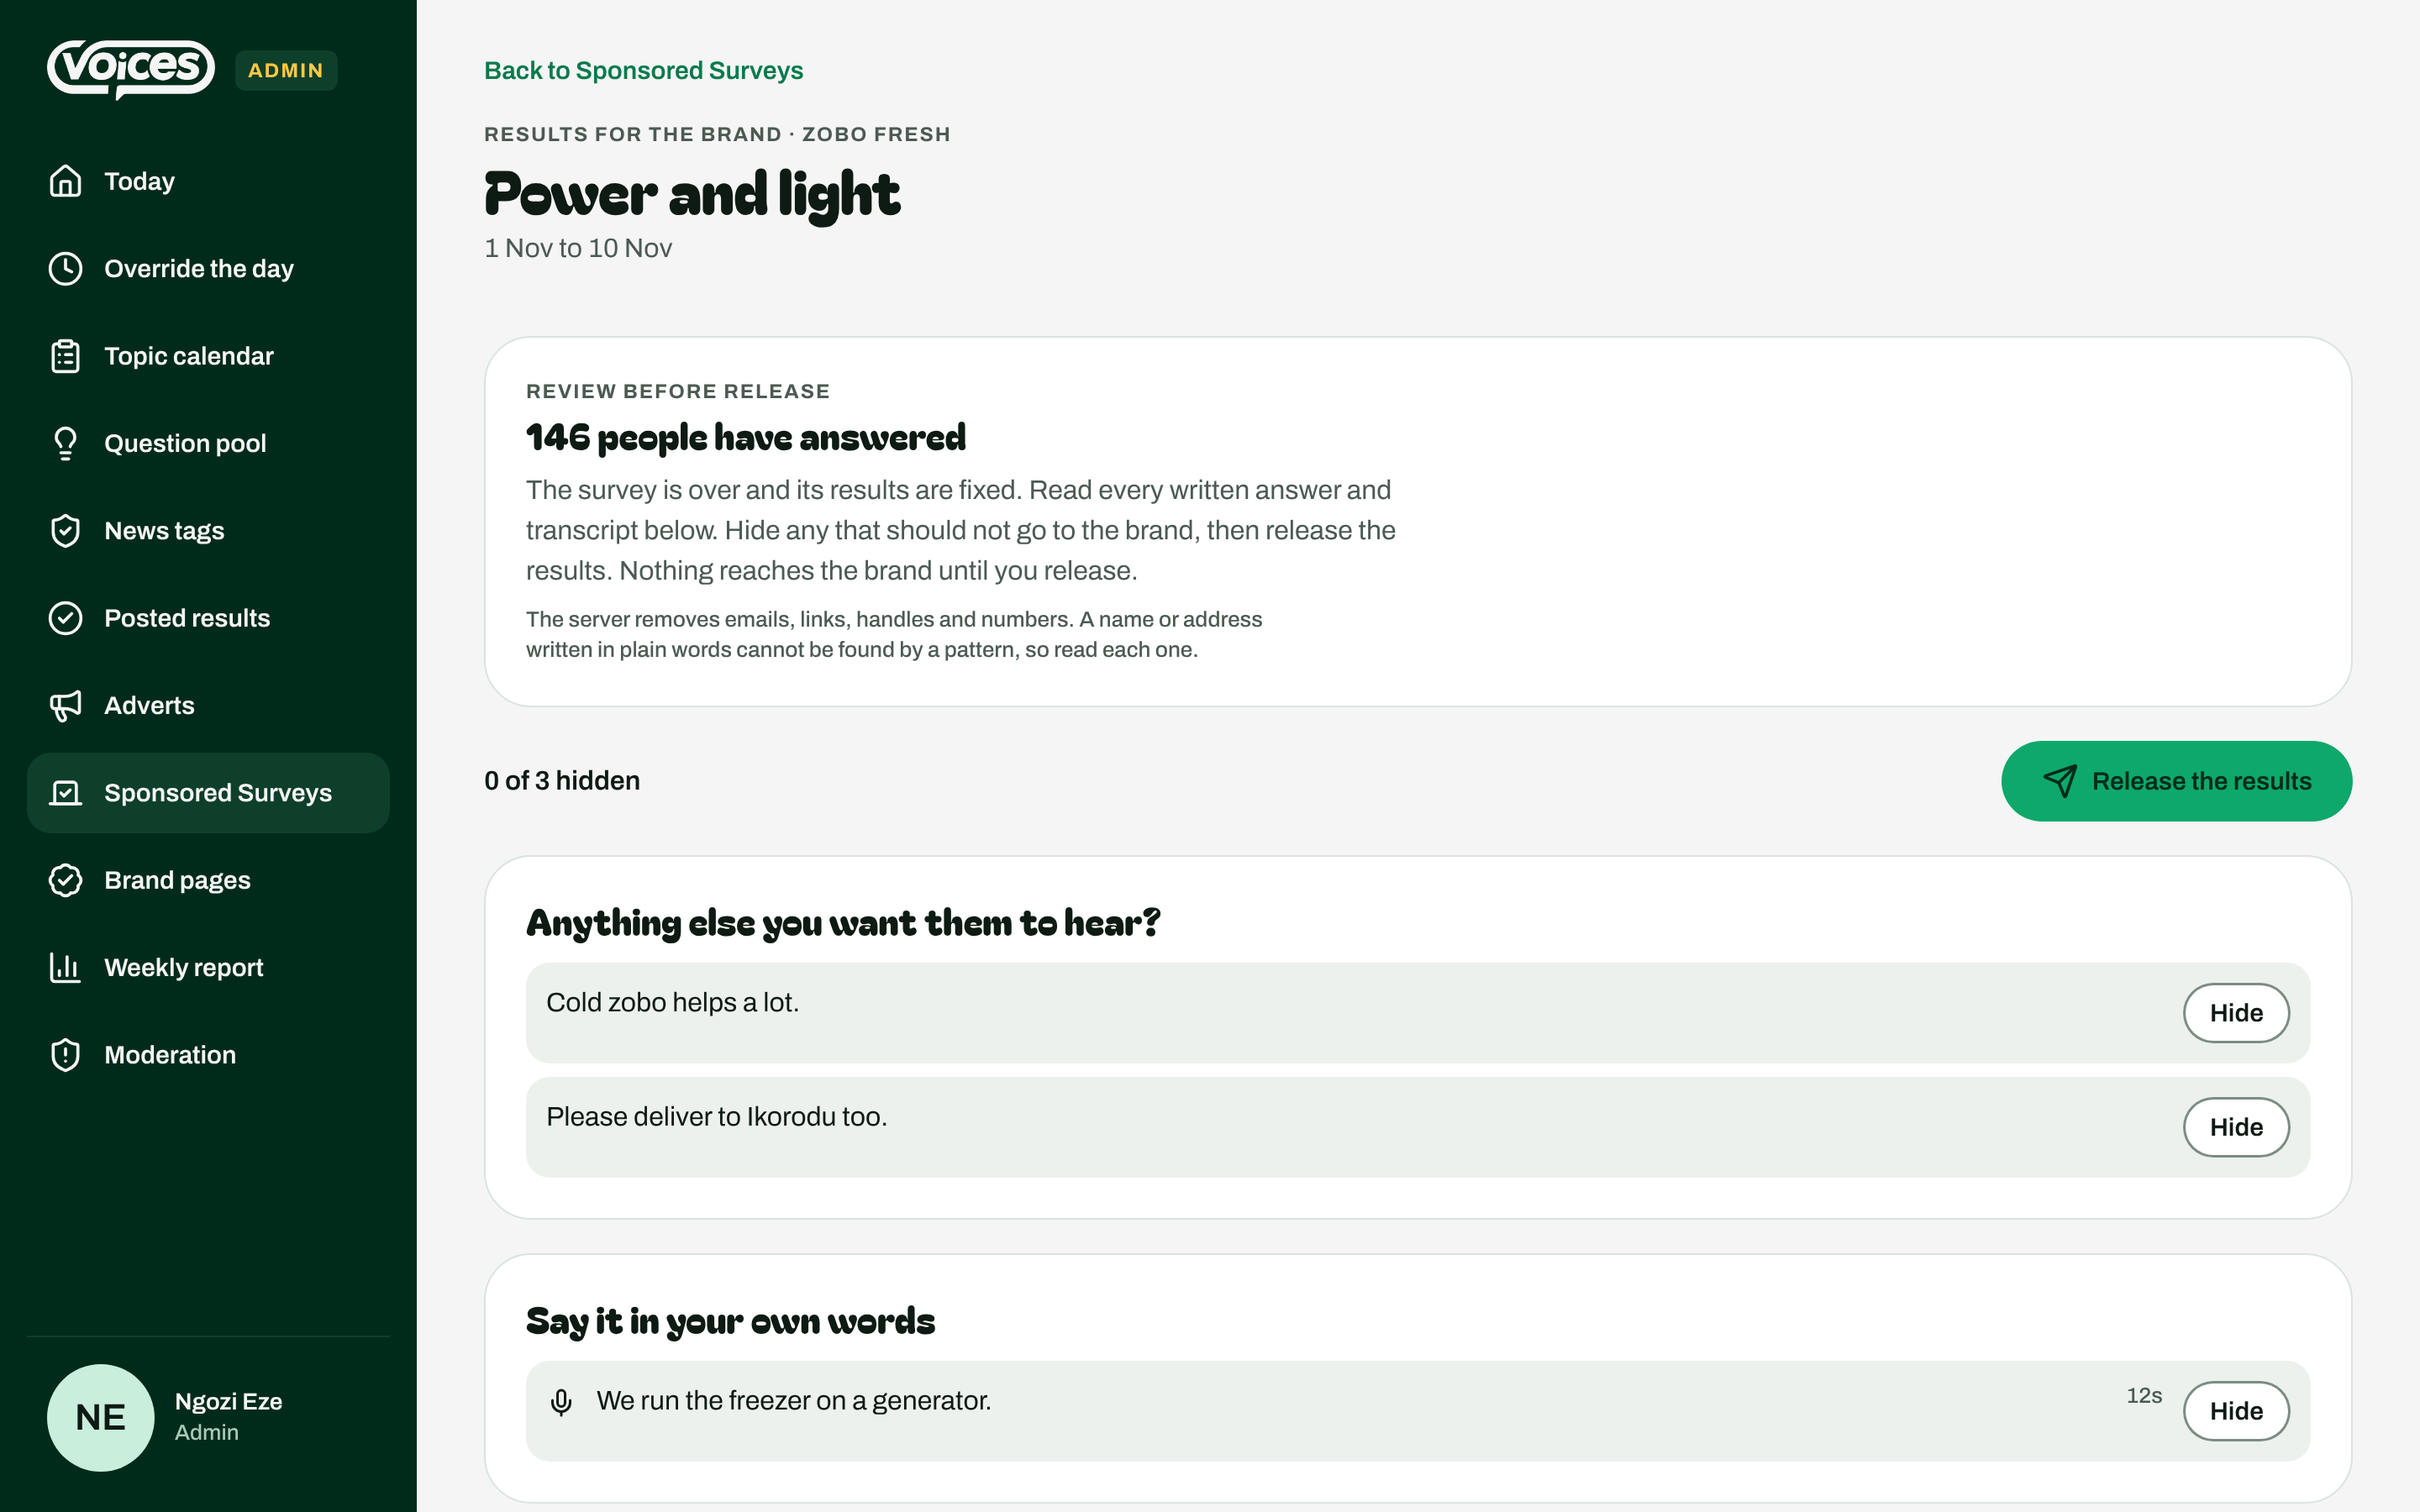 Voices
ADMIN
Today
Override the day
Topic calendar
Question pool
News tags
Posted results
Adverts
Sponsored Surveys
Brand pages
Weekly report
Moderation
NE
Ngozi Eze
Admin
Back to Sponsored Surveys
RESULTS FOR THE BRAND · ZOBO FRESH
Power and light
1 Nov to 10 Nov
REVIEW BEFORE RELEASE
146 people have answered
The survey is over and its results are fixed. Read every written answer and
transcript below. Hide any that should not go to the brand, then release the
results. Nothing reaches the brand until you release.
The server removes emails, links, handles and numbers. A name or address
written in plain words cannot be found by a pattern, so read each one.
0 of 3 hidden
Release the results
Anything else you want them to hear?
Cold zobo helps a lot.
Hide
Please deliver to Ikorodu too.
Hide
Say it in your own words
We run the freezer on a generator.
12s
Hide